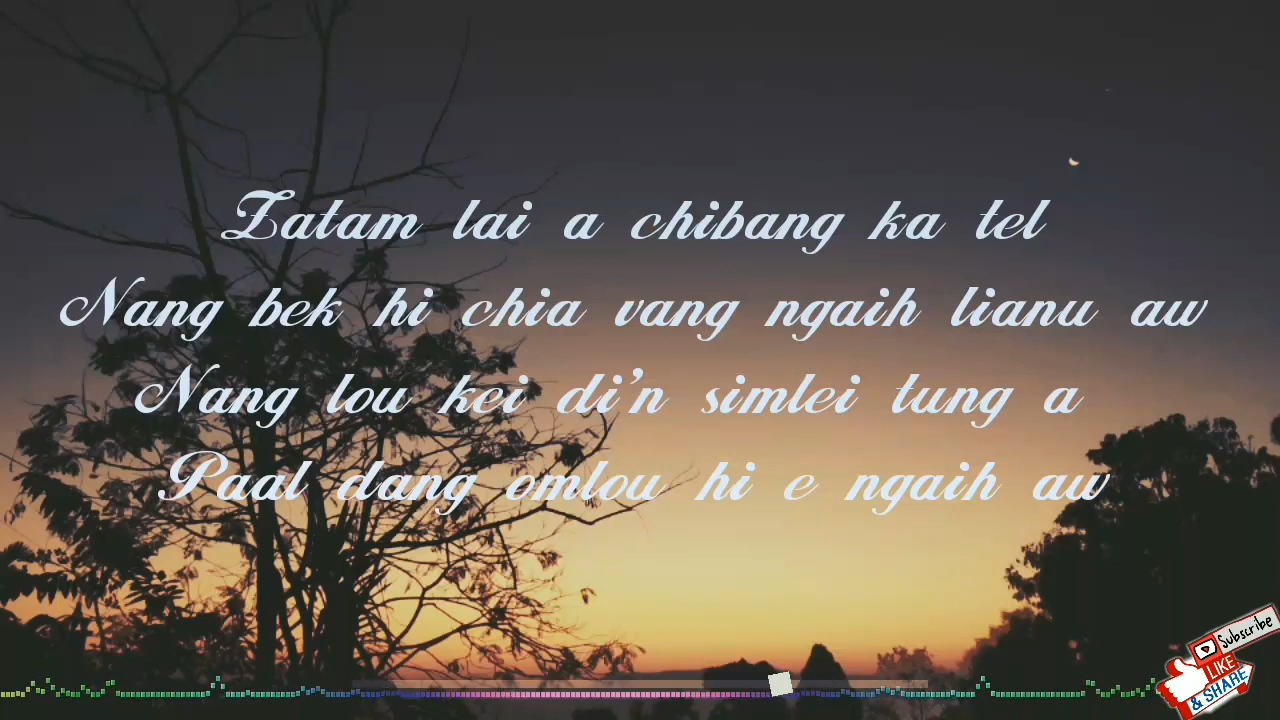 Zatam lai a chibang ka tel
Nang bek hi chia vang ngaih lianu aw
Nang lou kei di'n simlei tung a
Paal dang omlou hi e ngaih aw
Subscribe
LIKE
& SHARE